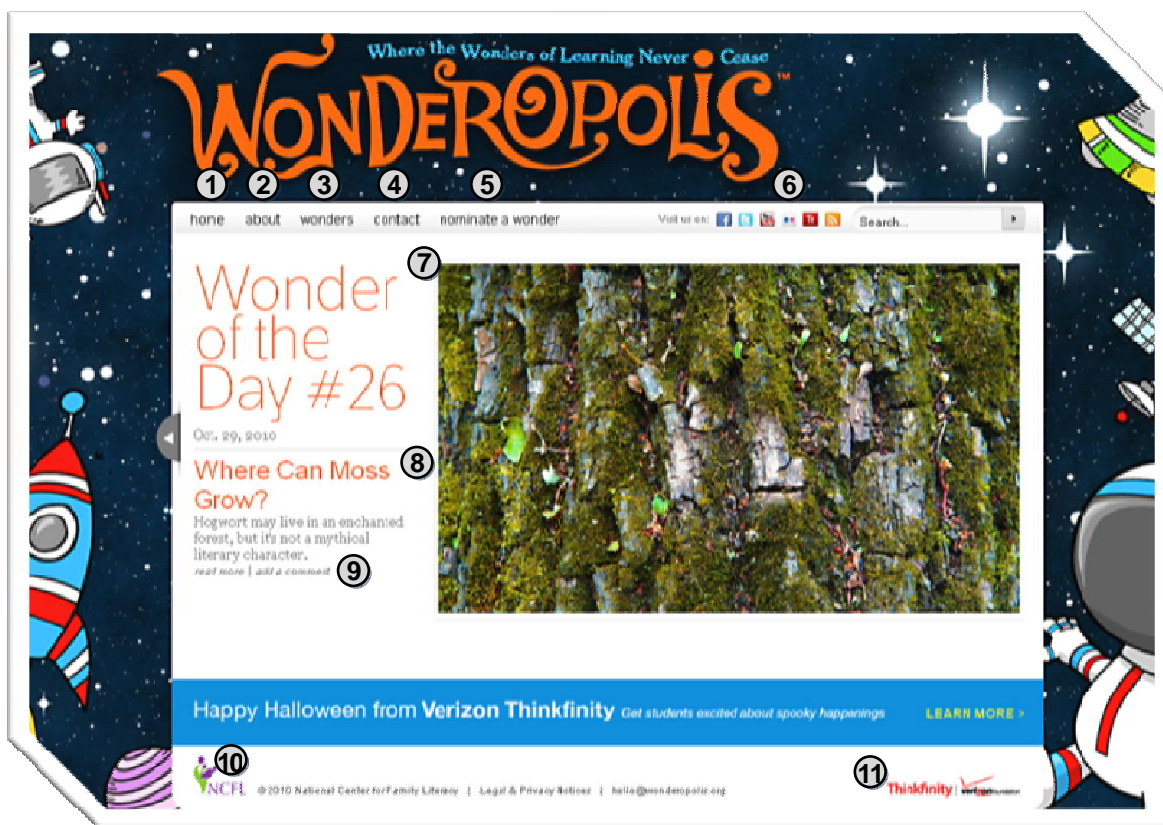 Where the Wonders of Learning Never Cease
WONDEROPOLIS™
1 2 3 4 5 6
home about wonders contact nominate a wonder Visit us on: Search...
7
Wonder
of the
Day #26
Oct. 29, 2010
8
Where Can Moss
Grow?
Hogwort may live in an enchanted
forest, but it's not a mythical
literary character.
read more | add a comment 9
Happy Halloween from Verizon Thinkfinity Get students excited about spooky happenings LEARN MORE >
10 11
NCFL © 2010 National Center for Family Literacy | Legal & Privacy Notices | hello@wonderopolis.org Thinkfinity | verizon foundation